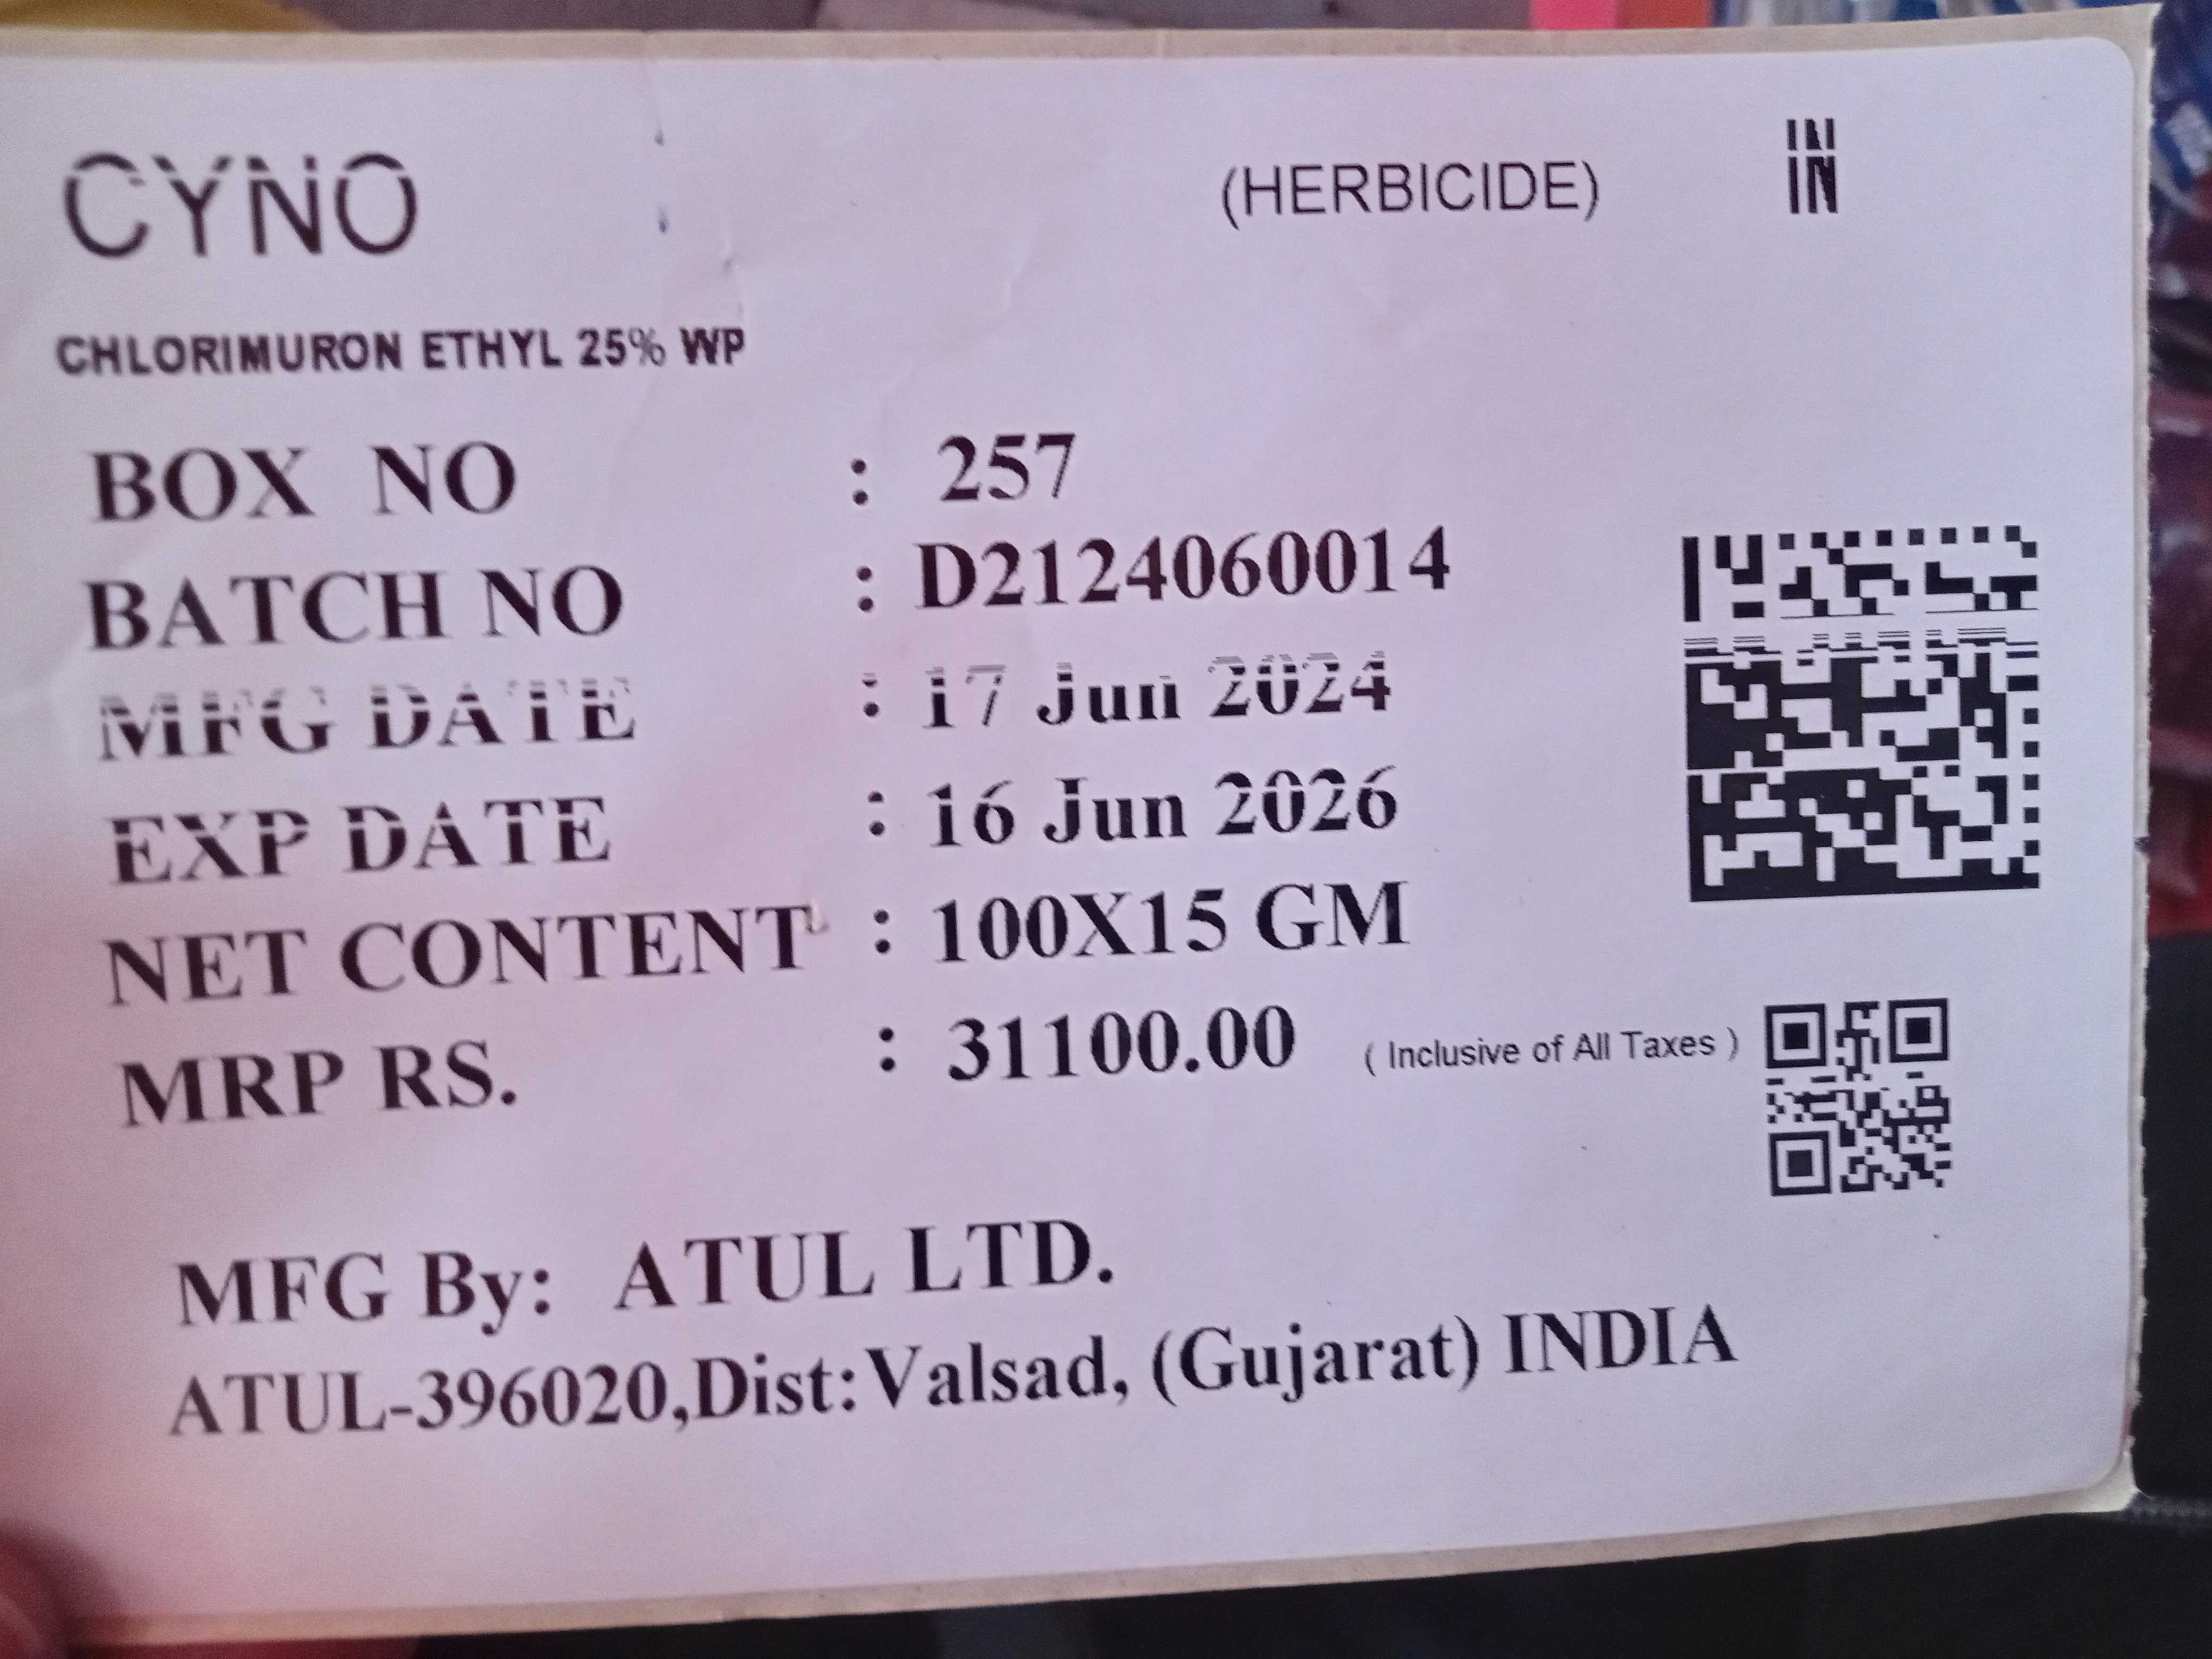 CYNO (HERBICIDE) IN
CHLORIMURON ETHYL 25% WP
BOX NO : 257
BATCH NO : D2124060014
MFG DATE : 17 Jun 2024
EXP DATE : 16 Jun 2026
NET CONTENT : 100X15 GM
MRP RS. : 31100.00 ( Inclusive of All Taxes )
MFG By: ATUL LTD.
ATUL-396020,Dist:Valsad, (Gujarat) INDIA